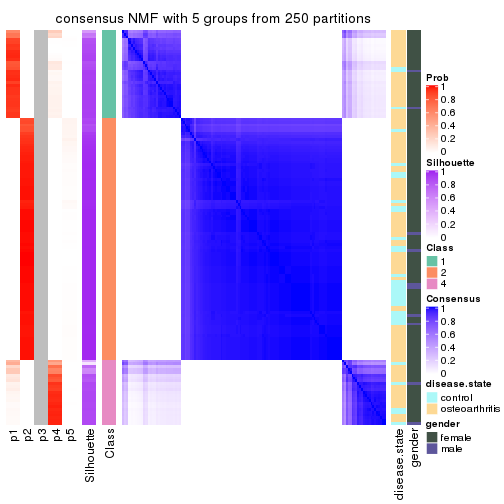 consensus NMF with 5 groups from 250 partitions
Prob
1
0.8
0.6
0.4
0.2
0
Silhouette
1
0.8
0.6
0.4
0.2
0
Class
1
2
4
Consensus
1
0.8
0.6
0.4
0.2
0
disease.state
control
osteoarthritis
gender
female
male
p1
p2
p3
p4
p5
Silhouette
Class
disease.state
gender